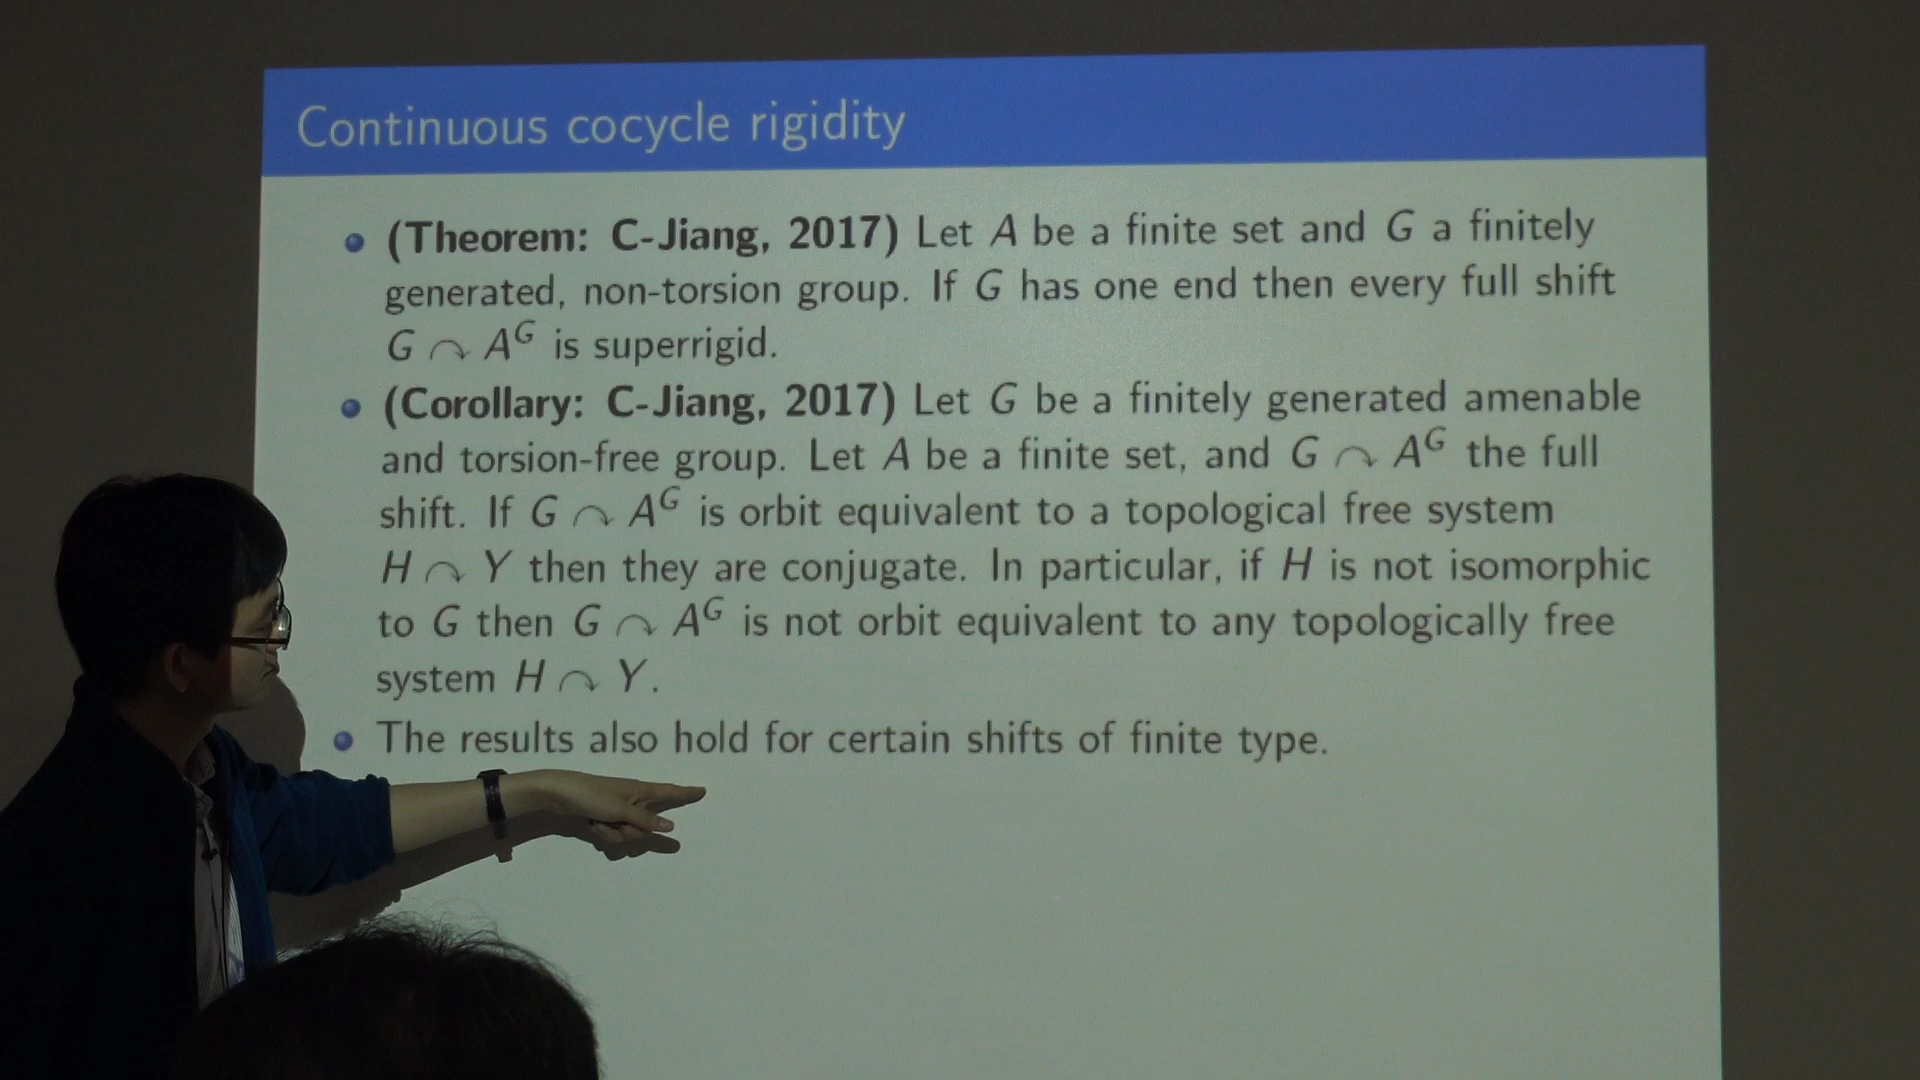 Continuous cocycle rigidity
(Theorem: C-Jiang, 2017) Let A be a finite set and G a finitely
generated, non-torsion group. If G has one end then every full shift
G ↷ A^G is superrigid.
(Corollary: C-Jiang, 2017) Let G be a finitely generated amenable
and torsion-free group. Let A be a finite set, and G ↷ A^G the full
shift. If G ↷ A^G is orbit equivalent to a topological free system
H ↷ Y then they are conjugate. In particular, if H is not isomorphic
to G then G ↷ A^G is not orbit equivalent to any topologically free
system H ↷ Y.
The results also hold for certain shifts of finite type.